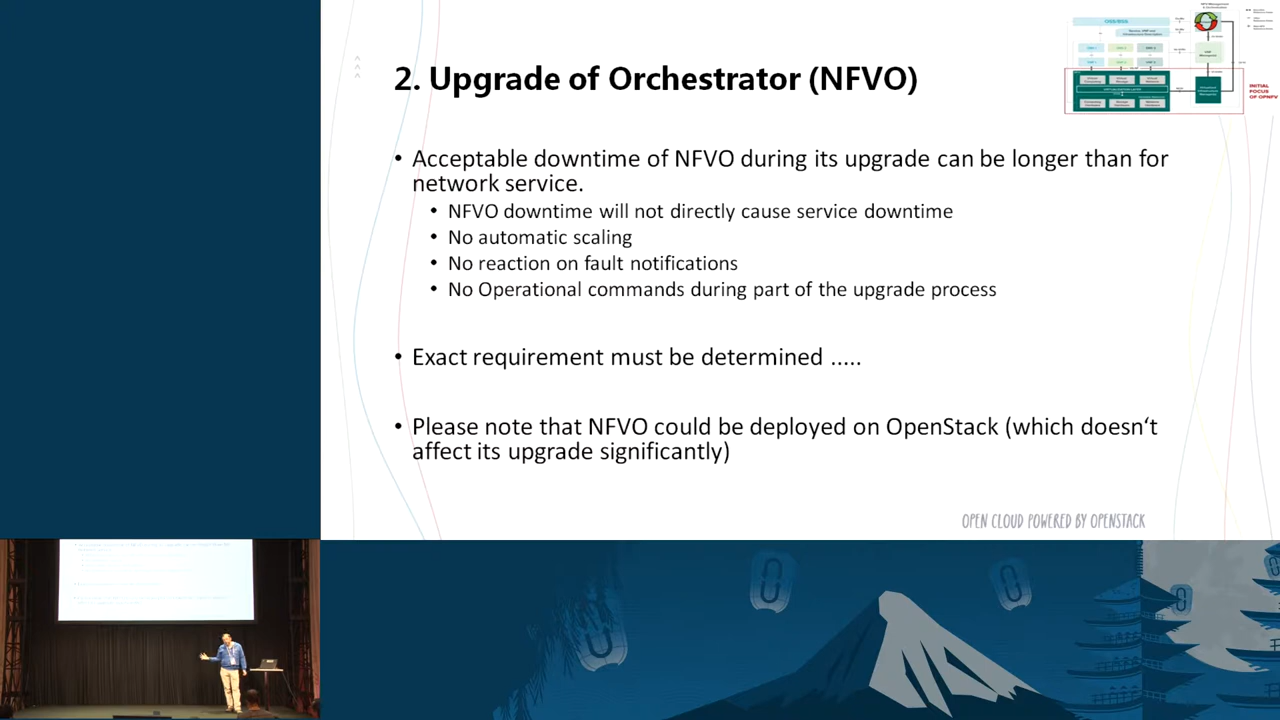 2. Upgrade of Orchestrator (NFVO)
INITIAL
FOCUS
OF OPNFV
• Acceptable downtime of NFVO during its upgrade can be longer than for
network service.
• NFVO downtime will not directly cause service downtime
• No automatic scaling
• No reaction on fault notifications
• No Operational commands during part of the upgrade process
• Exact requirement must be determined .....
• Please note that NFVO could be deployed on OpenStack (which doesn‘t
affect its upgrade significantly)
OPEN CLOUD POWERED BY OPENSTACK